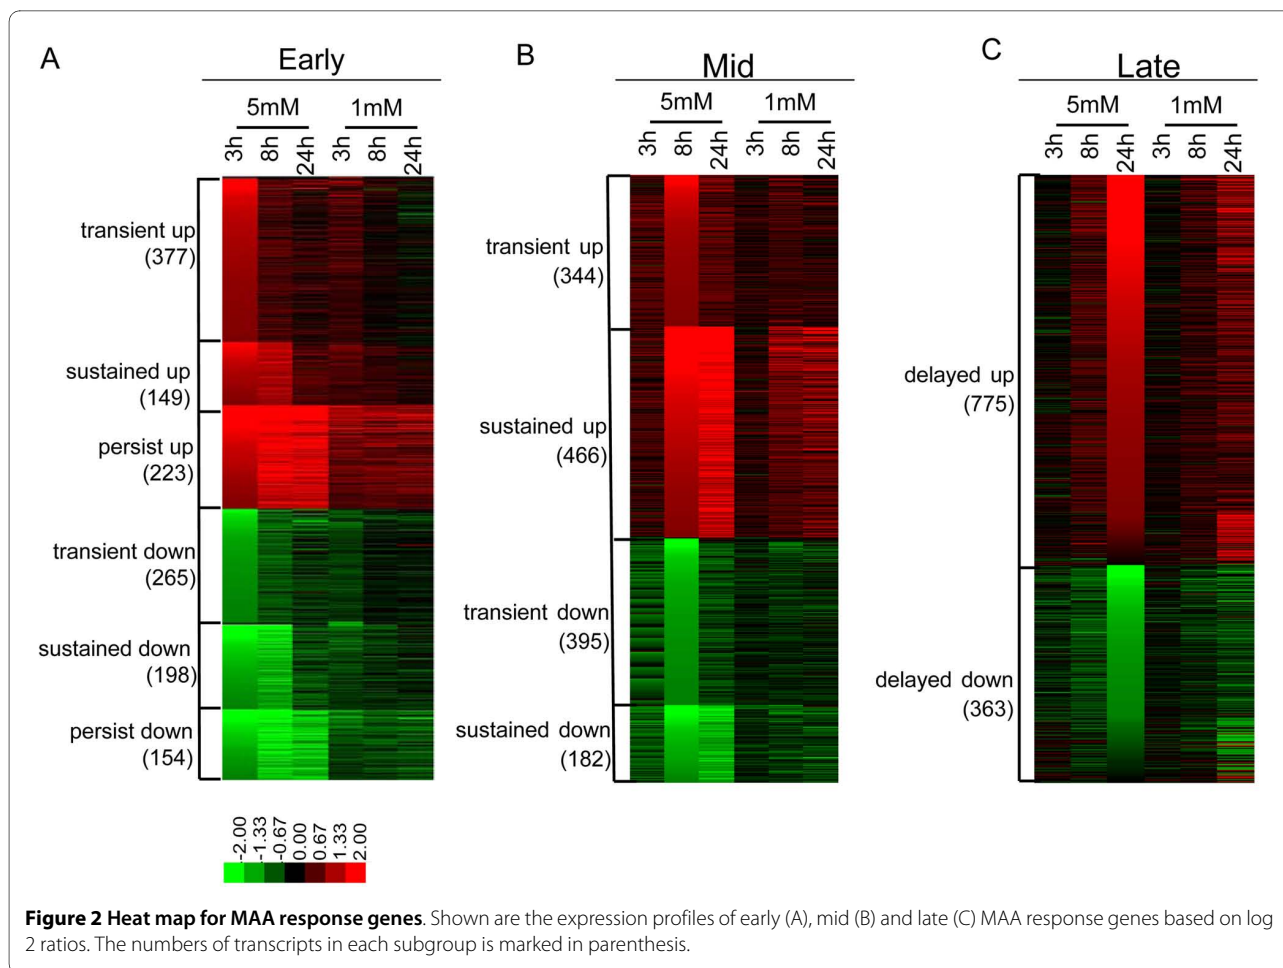 A
Early
5mM 1mM
3h 8h 24h 3h 8h 24h
transient up
(377)
sustained up
(149)
persist up
(223)
transient down
(265)
sustained down
(198)
persist down
(154)
-2.00 -1.33 -0.67 0.00 0.67 1.33 2.00
B
Mid
5mM 1mM
3h 8h 24h 3h 8h 24h
transient up
(344)
sustained up
(466)
transient down
(395)
sustained down
(182)
C
Late
5mM 1mM
3h 8h 24h 3h 8h 24h
delayed up
(775)
delayed down
(363)
Figure 2 Heat map for MAA response genes. Shown are the expression profiles of early (A), mid (B) and late (C) MAA response genes based on log
2 ratios. The numbers of transcripts in each subgroup is marked in parenthesis.